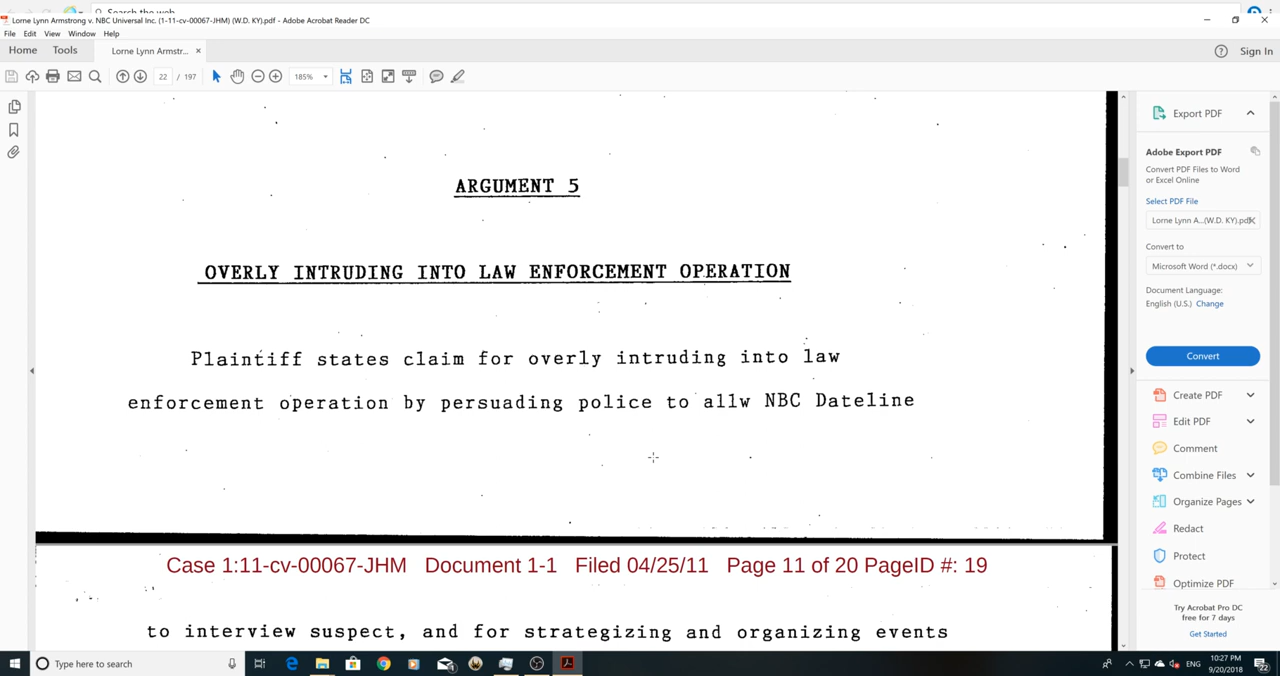 Search the web
Lorne Lynn Armstrong v. NBC Universal Inc. (1-11-cv-00067-JHM) (W.D. KY).pdf - Adobe Acrobat Reader DC
File Edit View Window Help
Home Tools Lorne Lynn Armstr... ×
? Sign In
22 / 197 185%
ARGUMENT 5
OVERLY INTRUDING INTO LAW ENFORCEMENT OPERATION
Plaintiff states claim for overly intruding into law
enforcement operation by persuading police to allw NBC Dateline
Case 1:11-cv-00067-JHM Document 1-1 Filed 04/25/11 Page 11 of 20 PageID #: 19
to interview suspect, and for strategizing and organizing events
Export PDF
Adobe Export PDF
Convert PDF Files to Word
or Excel Online
Select PDF File
Lorne Lynn A...(W.D. KY).pdf
Convert to
Microsoft Word (*.docx)
Document Language:
English (U.S.) Change
Convert
Create PDF
Edit PDF
Comment
Combine Files
Organize Pages
Redact
Protect
Optimize PDF
Try Acrobat Pro DC
free for 7 days
Get Started
Type here to search
ENG
10:27 PM
9/20/2018
22